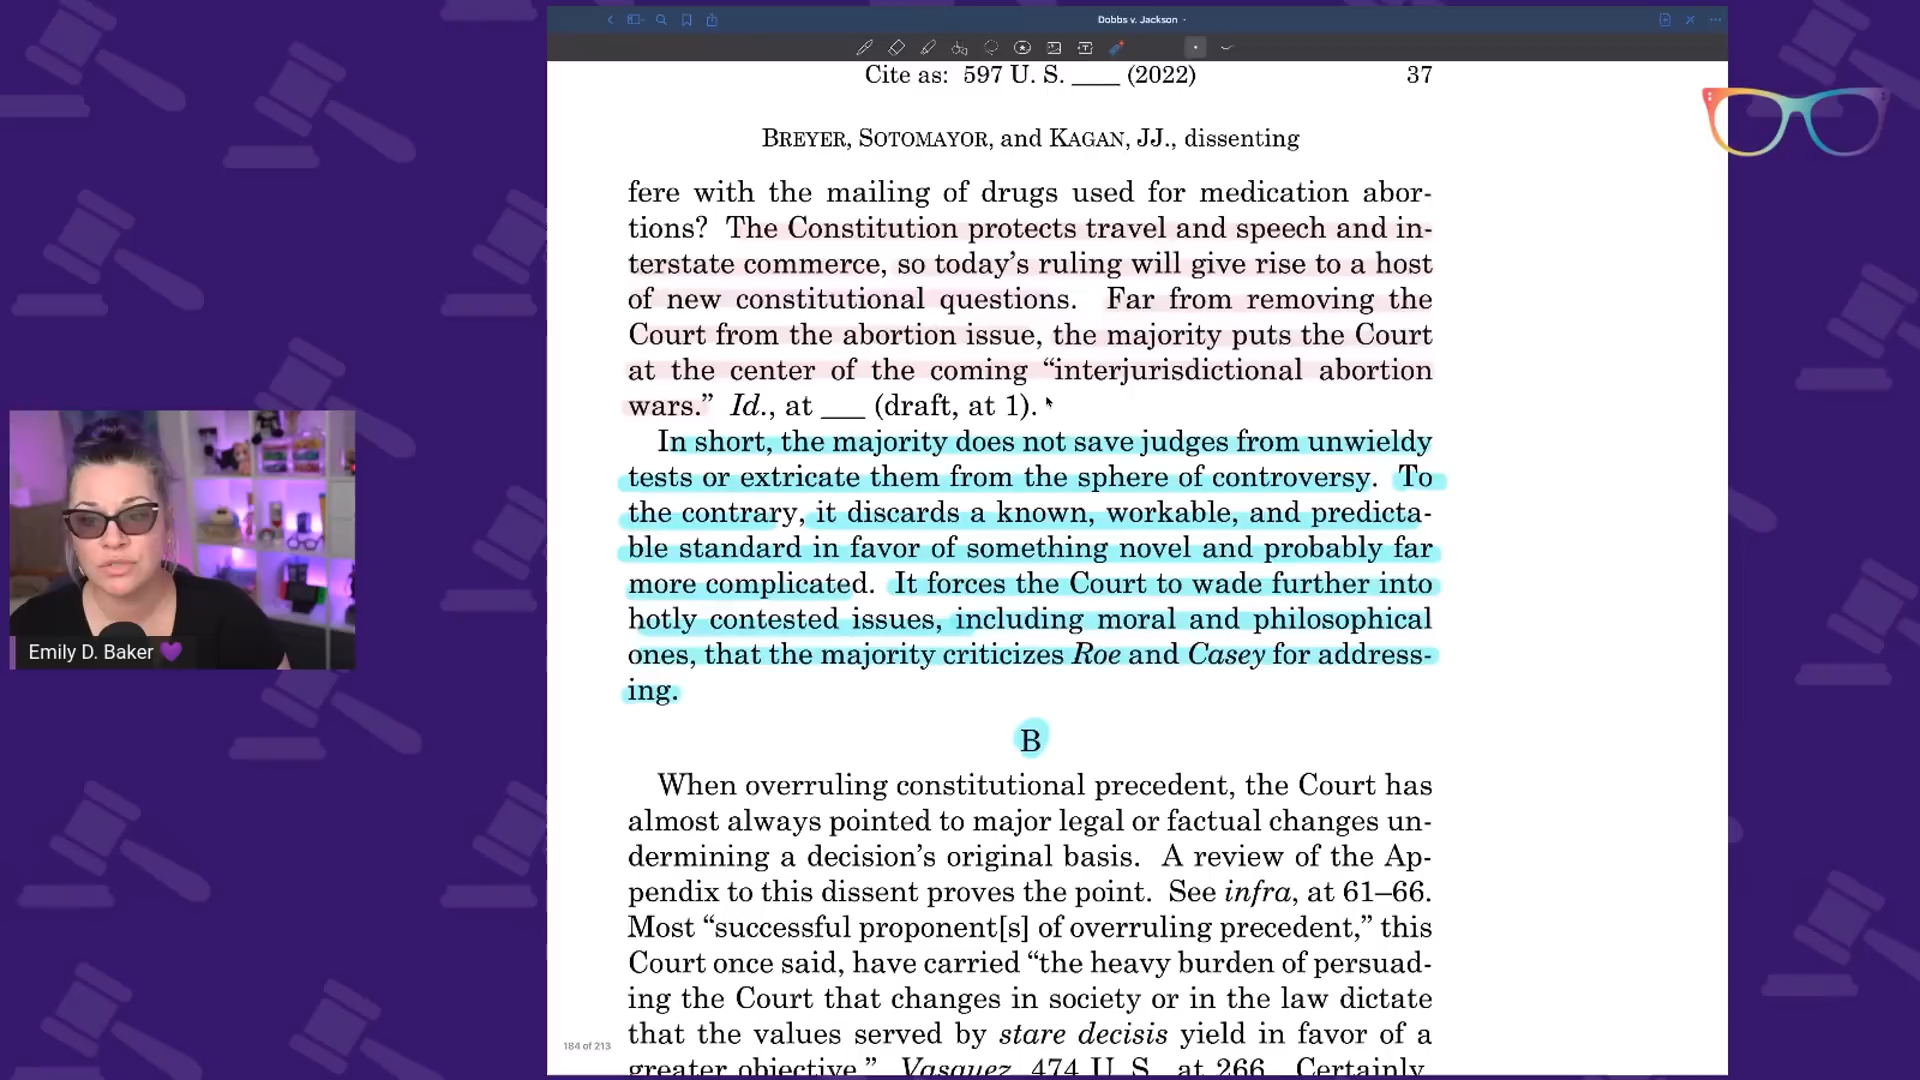 Dobbs v. Jackson
Cite as: 597 U. S. ____ (2022) 37
BREYER, SOTOMAYOR, and KAGAN, JJ., dissenting
fere with the mailing of drugs used for medication abor-
tions? The Constitution protects travel and speech and in-
terstate commerce, so today’s ruling will give rise to a host
of new constitutional questions. Far from removing the
Court from the abortion issue, the majority puts the Court
at the center of the coming “interjurisdictional abortion
wars.” Id., at ___ (draft, at 1).
In short, the majority does not save judges from unwieldy
tests or extricate them from the sphere of controversy. To
the contrary, it discards a known, workable, and predicta-
ble standard in favor of something novel and probably far
more complicated. It forces the Court to wade further into
hotly contested issues, including moral and philosophical
ones, that the majority criticizes Roe and Casey for address-
ing.
B
When overruling constitutional precedent, the Court has
almost always pointed to major legal or factual changes un-
dermining a decision’s original basis. A review of the Ap-
pendix to this dissent proves the point. See infra, at 61–66.
Most “successful proponent[s] of overruling precedent,” this
Court once said, have carried “the heavy burden of persuad-
ing the Court that changes in society or in the law dictate
that the values served by stare decisis yield in favor of a
greater objective.” Vasquez, 474 U. S., at 266. Certainly,
184 of 213
Emily D. Baker 💜